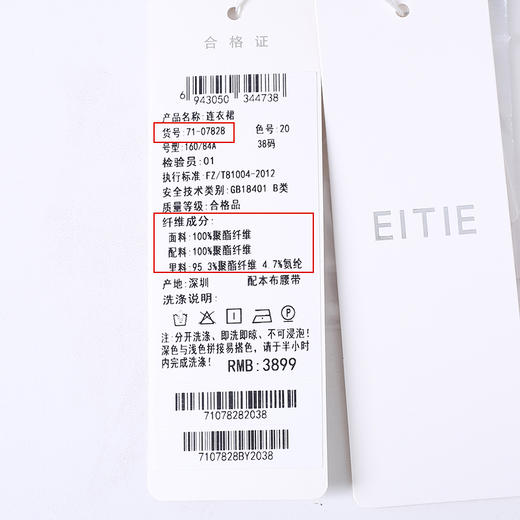 合格证
6 943050 344738
产品名称:连衣裙
货号:71-07828 色号:20
号型:160/84A 38码
检验员:01
执行标准:FZ/T81004-2012
安全技术类别:GB18401 B类
质量等级:合格品
纤维成分:
面料:100%聚酯纤维
配料:100%聚酯纤维
里料:95 3%聚酯纤维 4 7%氨纶
产地:深圳 配本布腰带
洗涤说明:
注:分开洗涤、即洗即晾、不可浸泡!
深色与浅色拼接易搭色,请于半小时
内完成洗涤!
RMB:3899
71078282038
7107828BY2038
EITIE